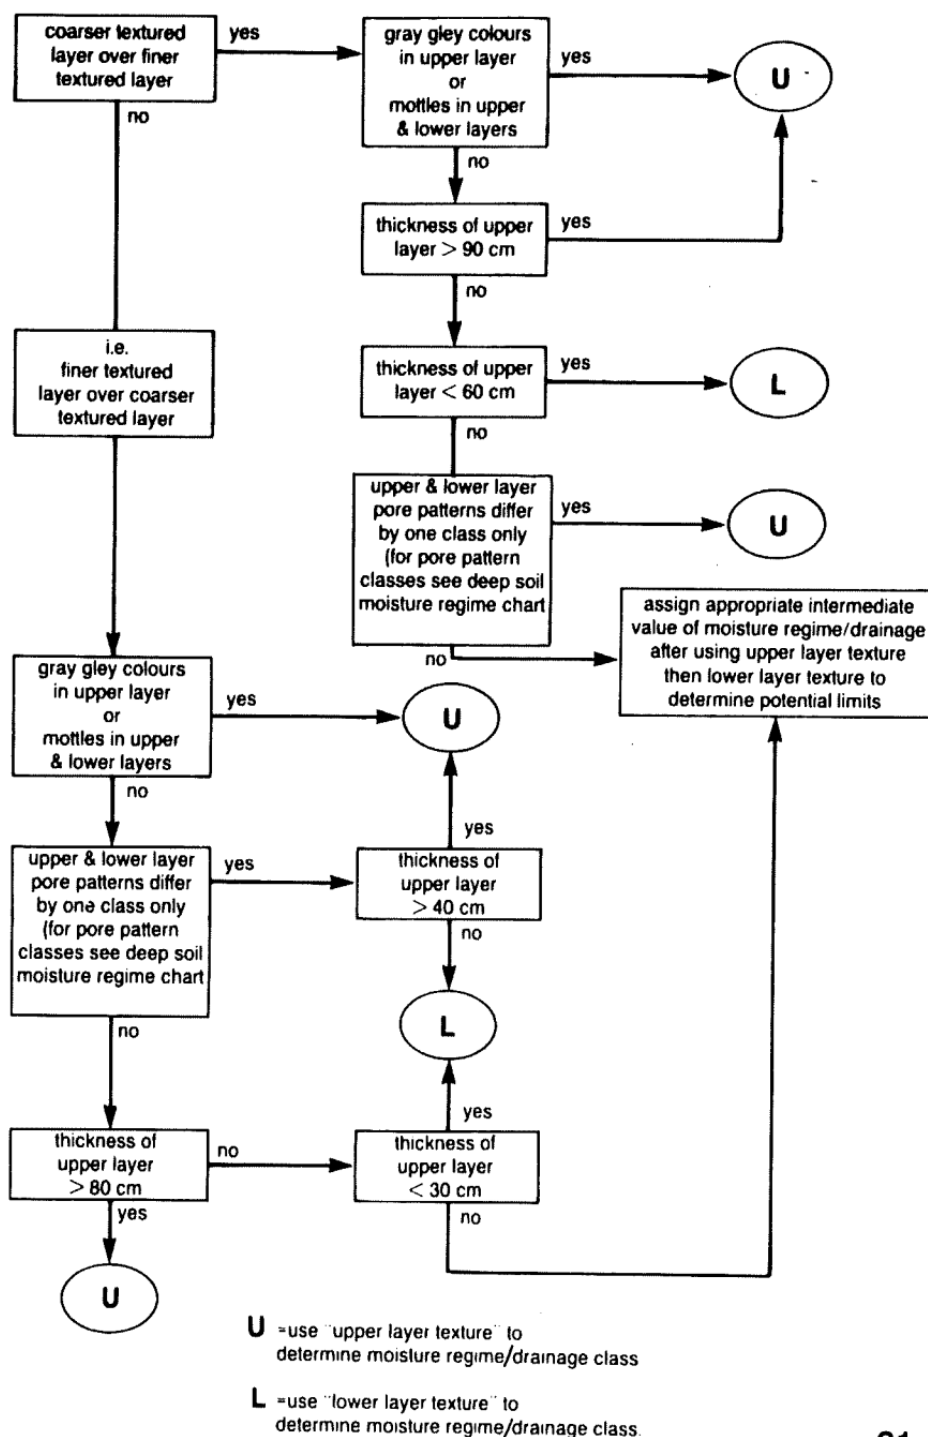 coarser textured
layer over finer
textured layer
yes
no
gray gley colours
in upper layer
or
mottles in upper
& lower layers
yes
U
no
thickness of upper
layer > 90 cm
yes
no
i.e.
finer textured
layer over coarser
textured layer
thickness of upper
layer < 60 cm
yes
L
no
upper & lower layer
pore patterns differ
by one class only
(for pore pattern
classes see deep soil
moisture regime chart
yes
U
no
assign appropriate intermediate
value of moisture regime/drainage
after using upper layer texture
then lower layer texture to
determine potential limits
gray gley colours
in upper layer
or
mottles in upper
& lower layers
yes
U
no
upper & lower layer
pore patterns differ
by one class only
(for pore pattern
classes see deep soil
moisture regime chart
yes
thickness of
upper layer
> 40 cm
yes
no
L
no
thickness of
upper layer
> 80 cm
no
thickness of
upper layer
< 30 cm
yes
no
yes
U
U =use "upper layer texture" to
determine moisture regime/drainage class
L =use "lower layer texture" to
determine moisture regime/drainage class.